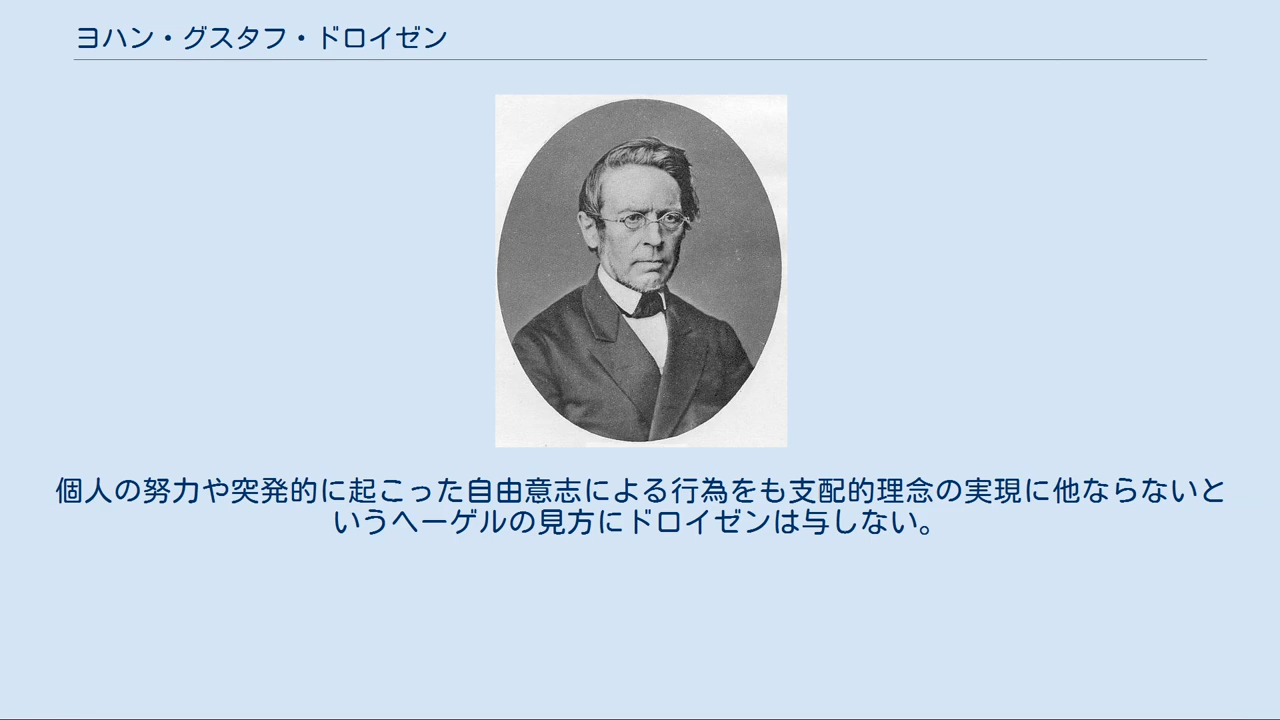 ヨハン・グスタフ・ドロイゼン
個人の努力や突発的に起こった自由意志による行為をも支配的理念の実現に他ならないと
いうヘーゲルの見方にドロイゼンは与しない。